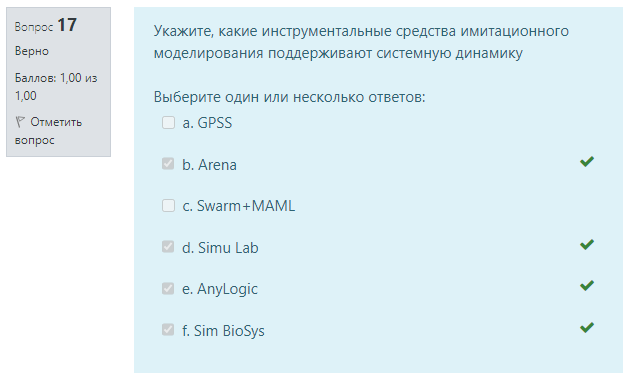 Вопрос 17
Верно
Баллов: 1,00 из
1,00
Отметить
вопрос
Укажите, какие инструментальные средства имитационного
моделирования поддерживают системную динамику
Выберите один или несколько ответов:
a. GPSS
b. Arena
c. Swarm+MAML
d. Simu Lab
e. AnyLogic
f. Sim BioSys